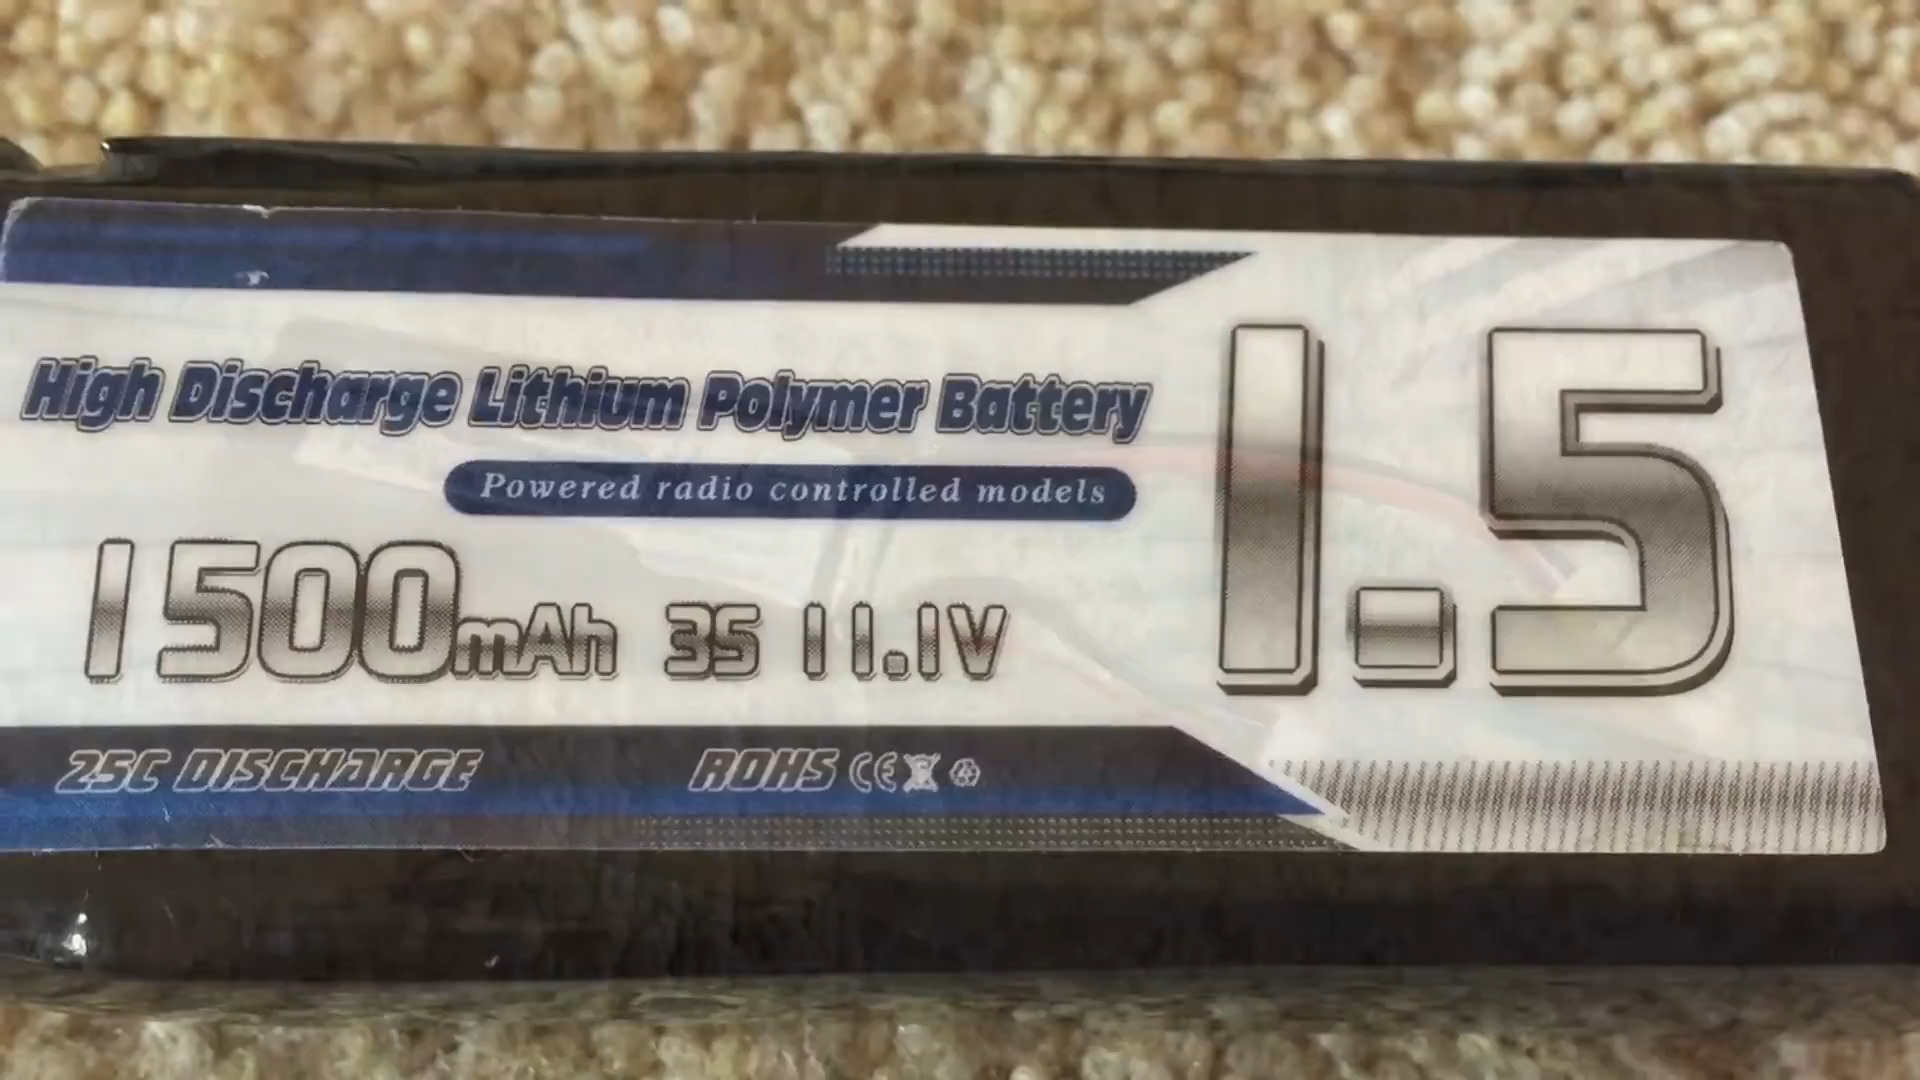 High Discharge Lithium Polymer Battery
Powered radio controlled models
1500mAh 3S 11.1V
1.5
25C DISCHARGE
ROHS CE